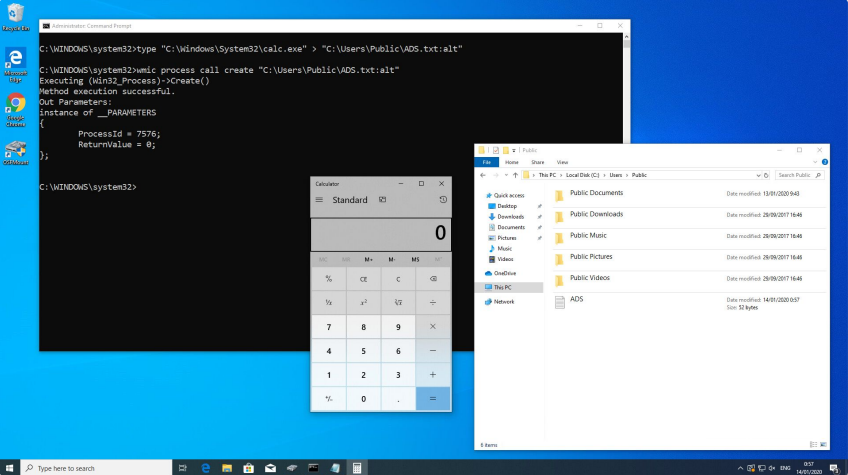 Recycle Bin
Microsoft
Edge
Google
Chrome
OSFMount
Administrator: Command Prompt
C:\WINDOWS\system32>type "C:\Windows\System32\calc.exe" > "C:\Users\Public\ADS.txt:alt"
C:\WINDOWS\system32>wmic process call create "C:\Users\Public\ADS.txt:alt"
Executing (Win32_Process)->Create()
Method execution successful.
Out Parameters:
instance of __PARAMETERS
{
ProcessId = 7576;
ReturnValue = 0;
};
C:\WINDOWS\system32>
Calculator
Standard
0
MC MR M+ M- MS M˅
% CE C
¹/x x² ²√x ÷
7 8 9 ×
4 5 6 −
1 2 3 +
+/- 0 . =
Public
File Home Share View
This PC > Local Disk (C:) > Users > Public
Search Public
Quick access
Desktop
Downloads
Documents
Pictures
Music
Videos
OneDrive
This PC
Network
Public Documents Date modified: 13/01/2020 9:43
Public Downloads Date modified: 29/09/2017 16:46
Public Music Date modified: 29/09/2017 16:46
Public Pictures Date modified: 29/09/2017 16:46
Public Videos Date modified: 29/09/2017 16:46
ADS Date modified: 14/01/2020 0:57
Size: 52 bytes
6 items
Type here to search
ENG
0:57
14/01/2020